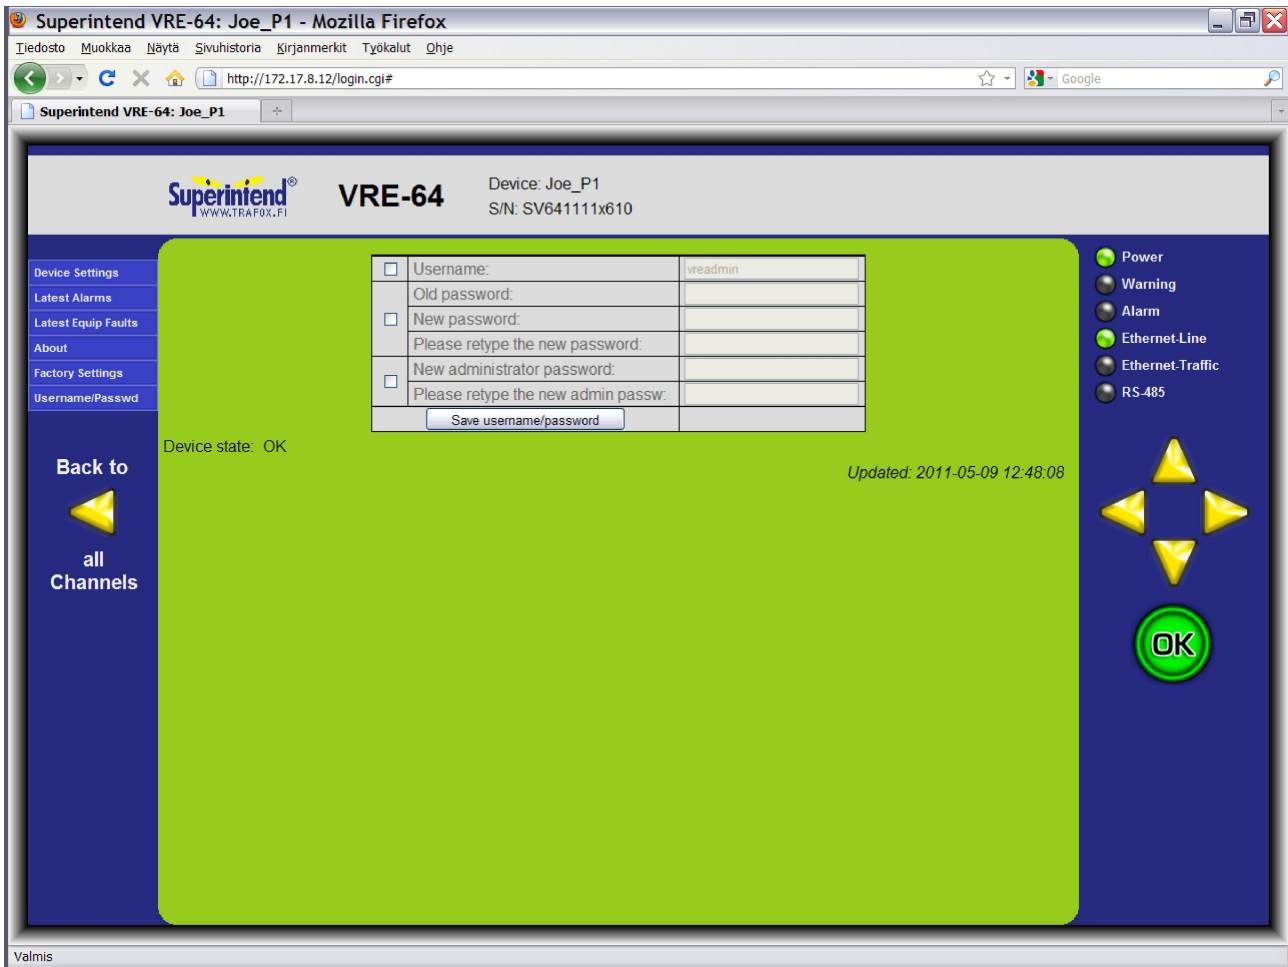 Superintend VRE-64: Joe_P1 - Mozilla Firefox
Tiedosto Muokkaa Näytä Sivuhistoria Kirjanmerkit Työkalut Ohje
http://172.17.8.12/login.cgi#
Google
Superintend VRE-64: Joe_P1
Superintend®
WWW.TRAFOX.FI
VRE-64
Device: Joe_P1
S/N: SV641111x610
Device Settings
Latest Alarms
Latest Equip Faults
About
Factory Settings
Username/Passwd
Back to
all
Channels
Username: vreadmin
Old password:
New password:
Please retype the new password:
New administrator password:
Please retype the new admin passw:
Save username/password
Device state: OK
Updated: 2011-05-09 12:48:08
Power
Warning
Alarm
Ethernet-Line
Ethernet-Traffic
RS-485
OK
Valmis